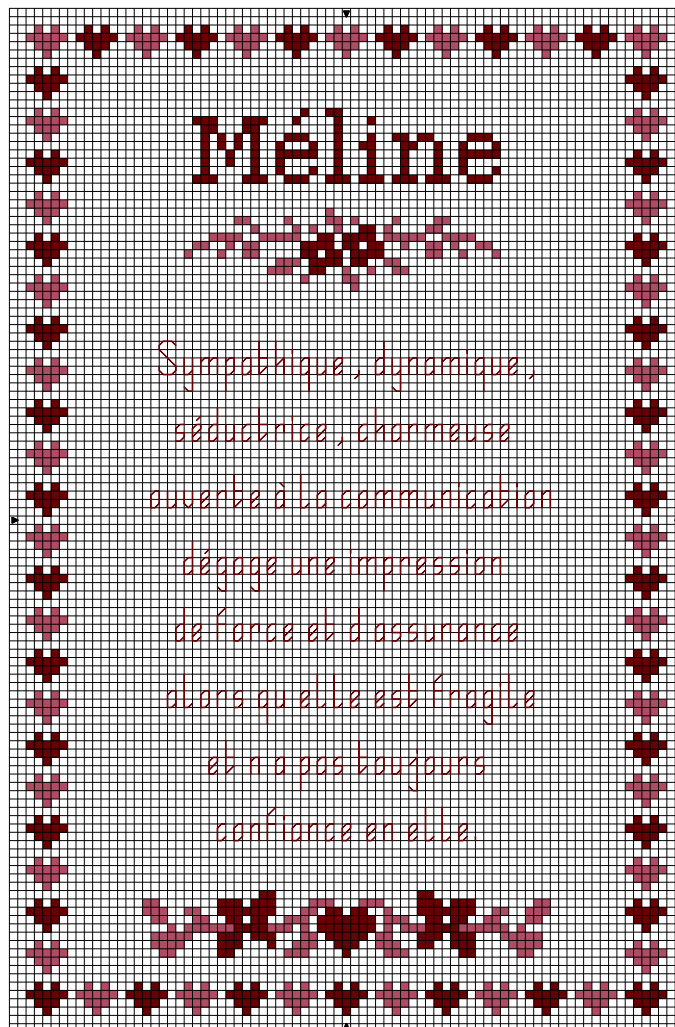 Méline
Sympathique, dynamique,
séductrice, charmeuse
ouverte à la communication
dégage une impression
de force et d assurance
alors qu elle est fragile
et n a pas toujours
confiance en elle